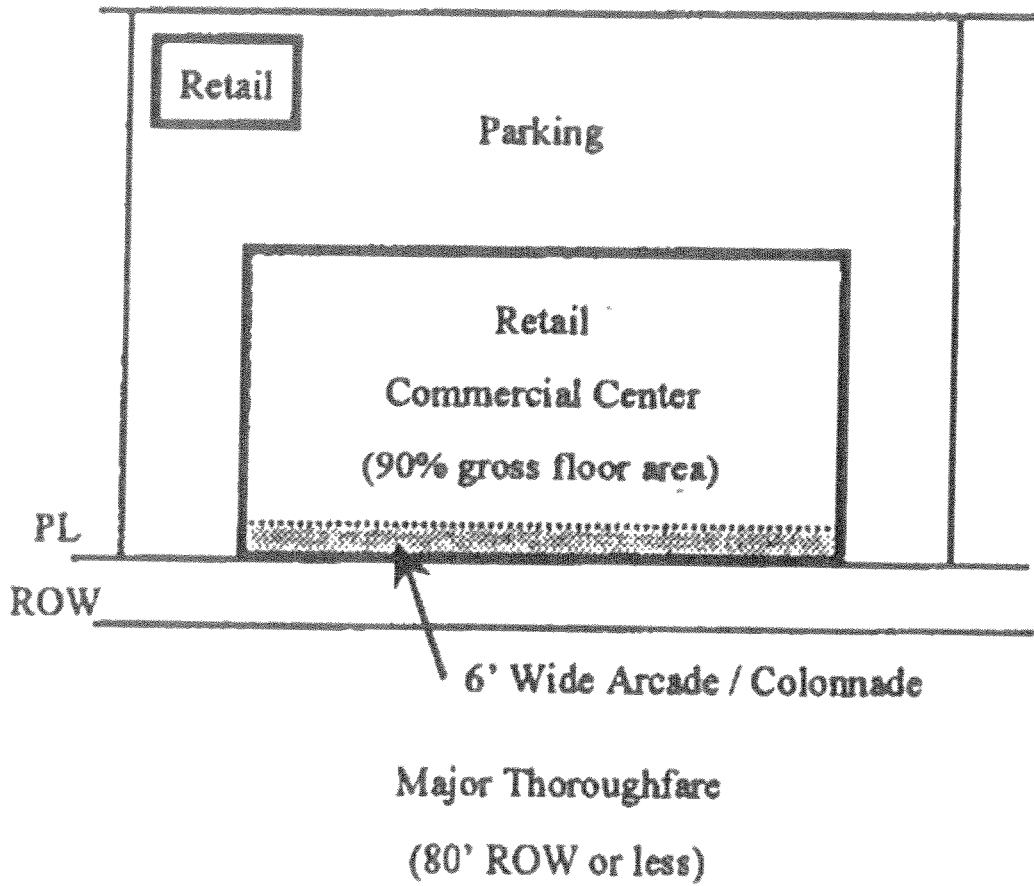 Retail
Parking
Retail
Commercial Center
(90% gross floor area)
PL
ROW
6' Wide Arcade / Colonnade
Major Thoroughfare
(80' ROW or less)